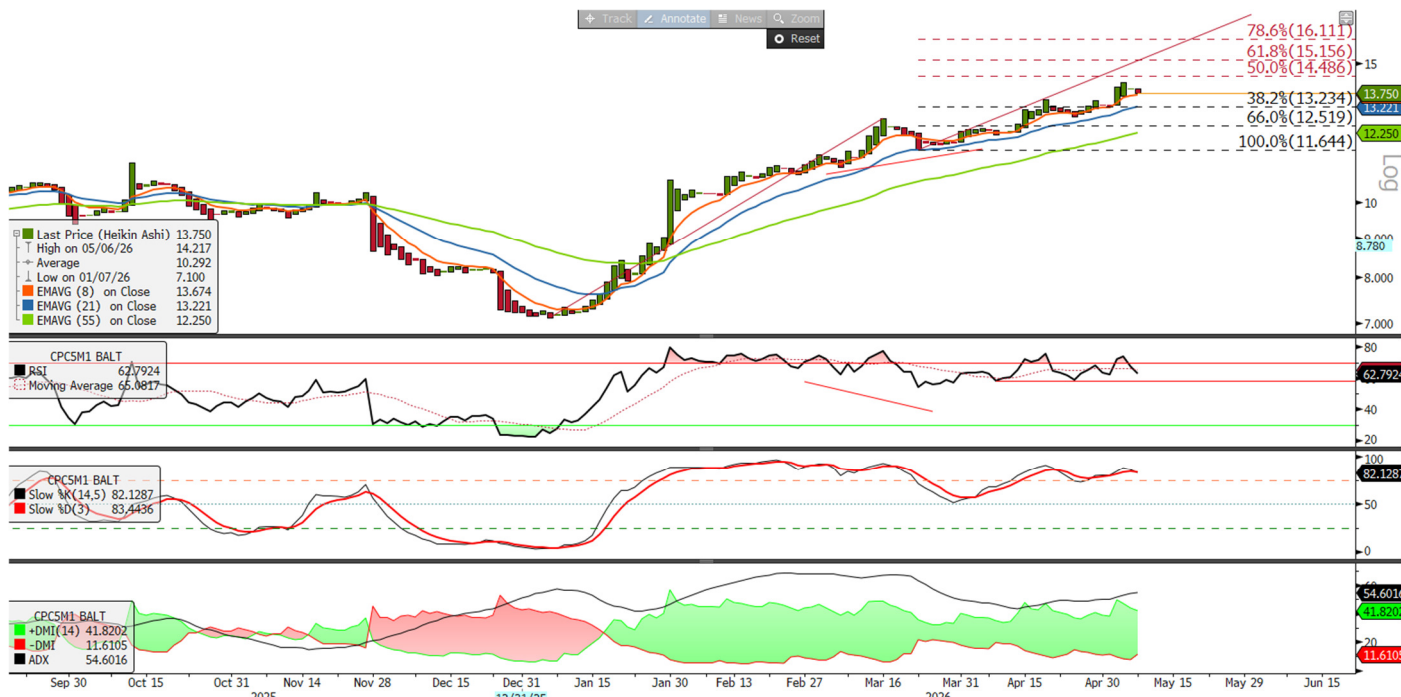 Track Annotate News Zoom
Reset
78.6%(16.111)
61.8%(15.156)
50.0%(14.486)
38.2%(13.234)
66.0%(12.519)
100.0%(11.644)
15
13.750
13.221
12.250
10
9.000
8.780
8.000
7.000
Log
Last Price (Heikin Ashi) 13.750
High on 05/06/26 14.217
Average 10.292
Low on 01/07/26 7.100
EMAVG (8) on Close 13.674
EMAVG (21) on Close 13.221
EMAVG (55) on Close 12.250
CPC5M1 BALT
RSI 62.7924
Moving Average 65.0817
80
62.7924
40
20
CPC5M1 BALT
Slow %K(14,5) 82.1287
Slow %D(3) 83.4436
100
82.1287
50
0
CPC5M1 BALT
+DMI(14) 41.8202
-DMI 11.6105
ADX 54.6016
54.6016
41.8202
20
11.6105
Sep 30 Oct 15 Oct 31 Nov 14 Nov 28 Dec 15 Dec 31 Jan 15 Jan 30 Feb 13 Feb 27 Mar 16 Mar 31 Apr 15 Apr 30 May 15 May 29 Jun 15
2025 12/31/25 2026